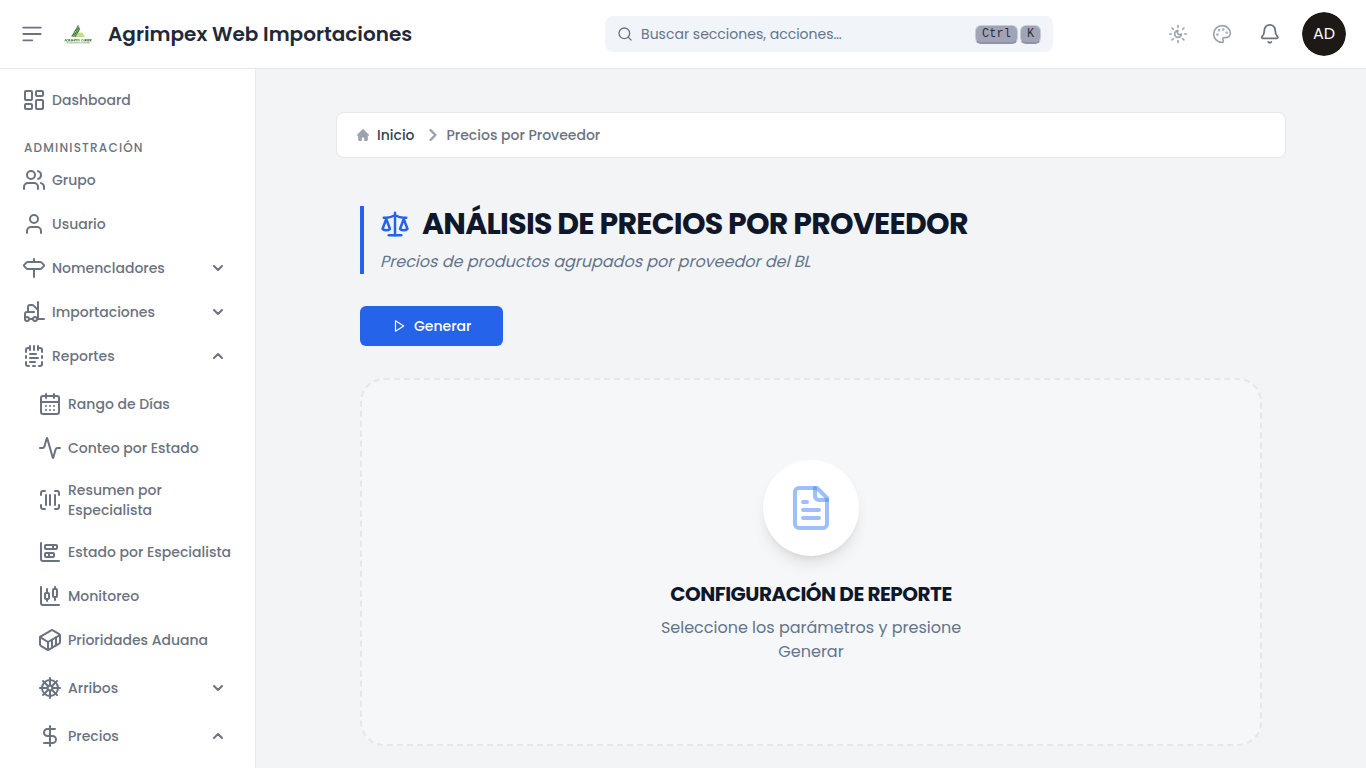 Agrimpex Web Importaciones
Buscar secciones, acciones...
Ctrl K
AD
Dashboard
ADMINISTRACIÓN
Grupo
Usuario
Nomencladores
Importaciones
Reportes
Rango de Días
Conteo por Estado
Resumen por
Especialista
Estado por Especialista
Monitoreo
Prioridades Aduana
Arribos
Precios
Inicio
Precios por Proveedor
ANÁLISIS DE PRECIOS POR PROVEEDOR
Precios de productos agrupados por proveedor del BL
Generar
CONFIGURACIÓN DE REPORTE
Seleccione los parámetros y presione
Generar